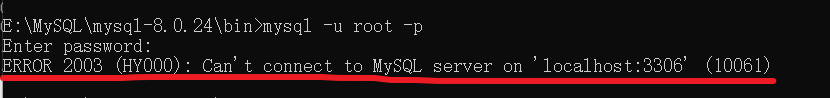 E:\MySQL\mysql-8.0.24\bin>mysql -u root -p
Enter password:
ERROR 2003 (HY000): Can't connect to MySQL server on 'localhost:3306' (10061)